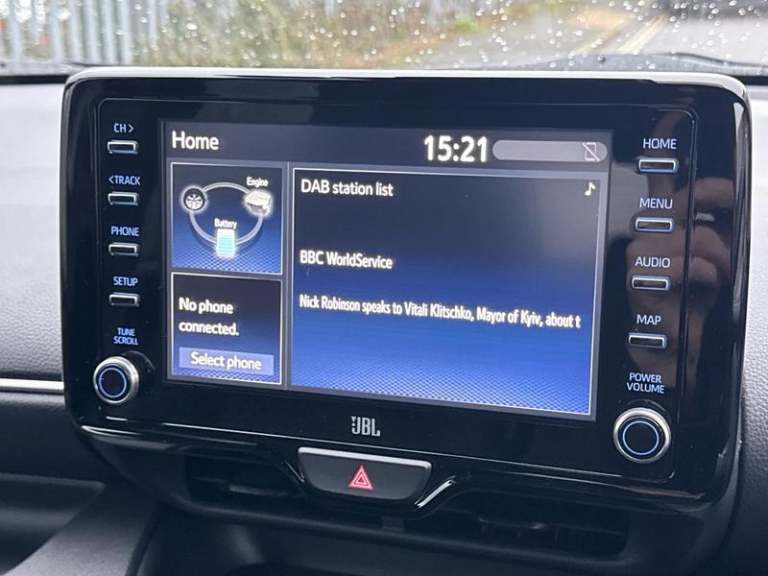 CH >
< TRACK
PHONE
SETUP
TUNE
SCROLL
Home
15:21
Engine
Battery
No phone
connected.
Select phone
DAB station list
BBC WorldService
Nick Robinson speaks to Vitali Klitschko, Mayor of Kyiv, about t
HOME
MENU
AUDIO
MAP
POWER
VOLUME
JBL